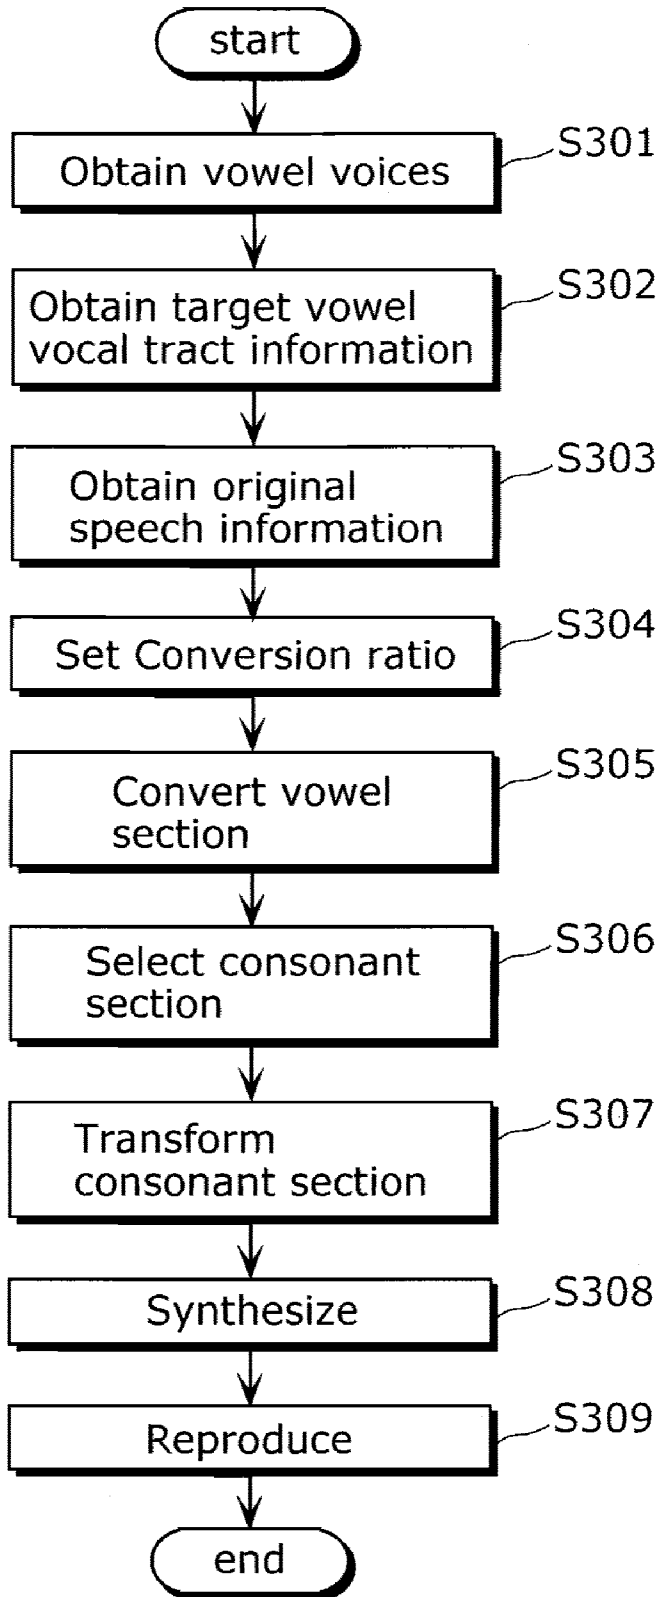 start
Obtain vowel voices
S301
Obtain target vowel
vocal tract information
S302
Obtain original
speech information
S303
Set Conversion ratio
S304
Convert vowel
section
S305
Select consonant
section
S306
Transform
consonant section
S307
Synthesize
S308
Reproduce
S309
end